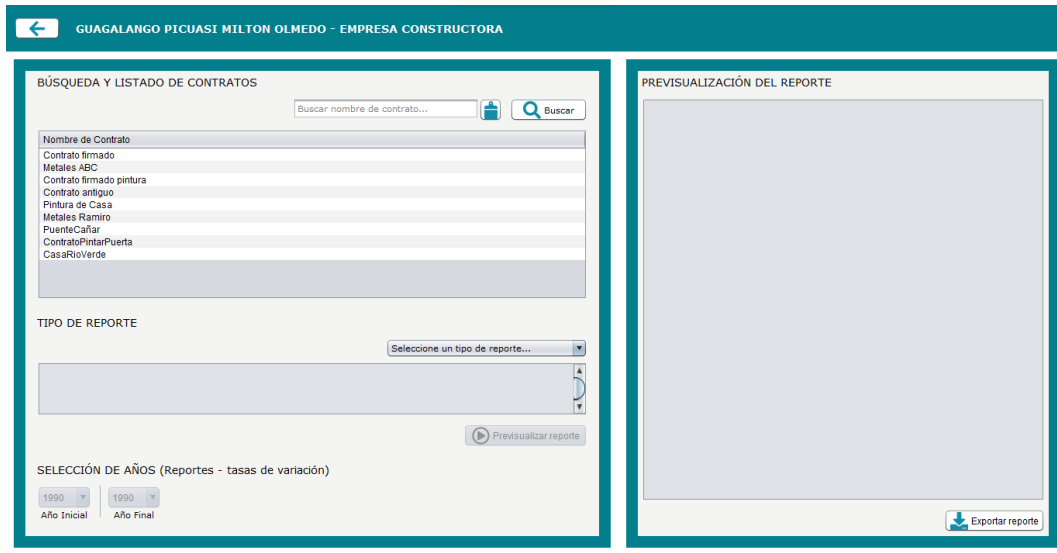 GUAGALANGO PICUASI MILTON OLMEDO - EMPRESA CONSTRUCTORA
BÚSQUEDA Y LISTADO DE CONTRATOS
Buscar nombre de contrato...
Buscar
Nombre de Contrato
Contrato firmado
Metales ABC
Contrato firmado pintura
Contrato antiguo
Pintura de Casa
Metales Ramiro
PuenteCañar
ContratoPintarPuerta
CasaRioVerde
TIPO DE REPORTE
Seleccione un tipo de reporte...
Previsualizar reporte
SELECCIÓN DE AÑOS (Reportes - tasas de variación)
1990 1990
Año Inicial Año Final
PREVISUALIZACIÓN DEL REPORTE
Exportar reporte